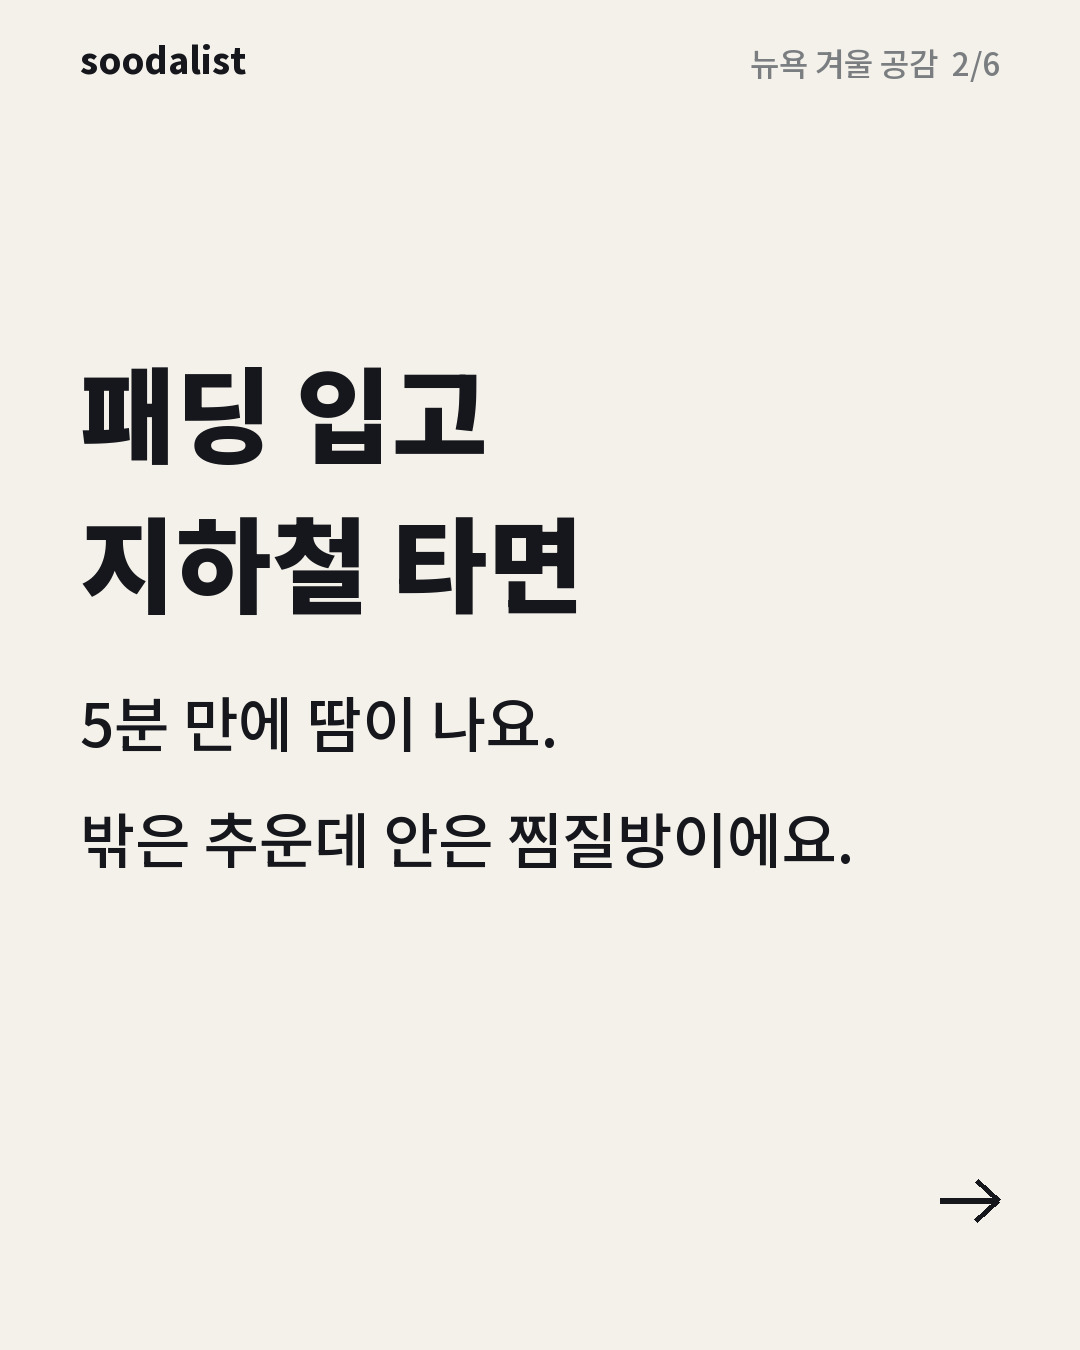 soodalist
뉴욕 겨울 공감 2/6
패딩 입고
지하철 타면
5분 만에 땀이 나요.
밖은 추운데 안은 찜질방이에요.